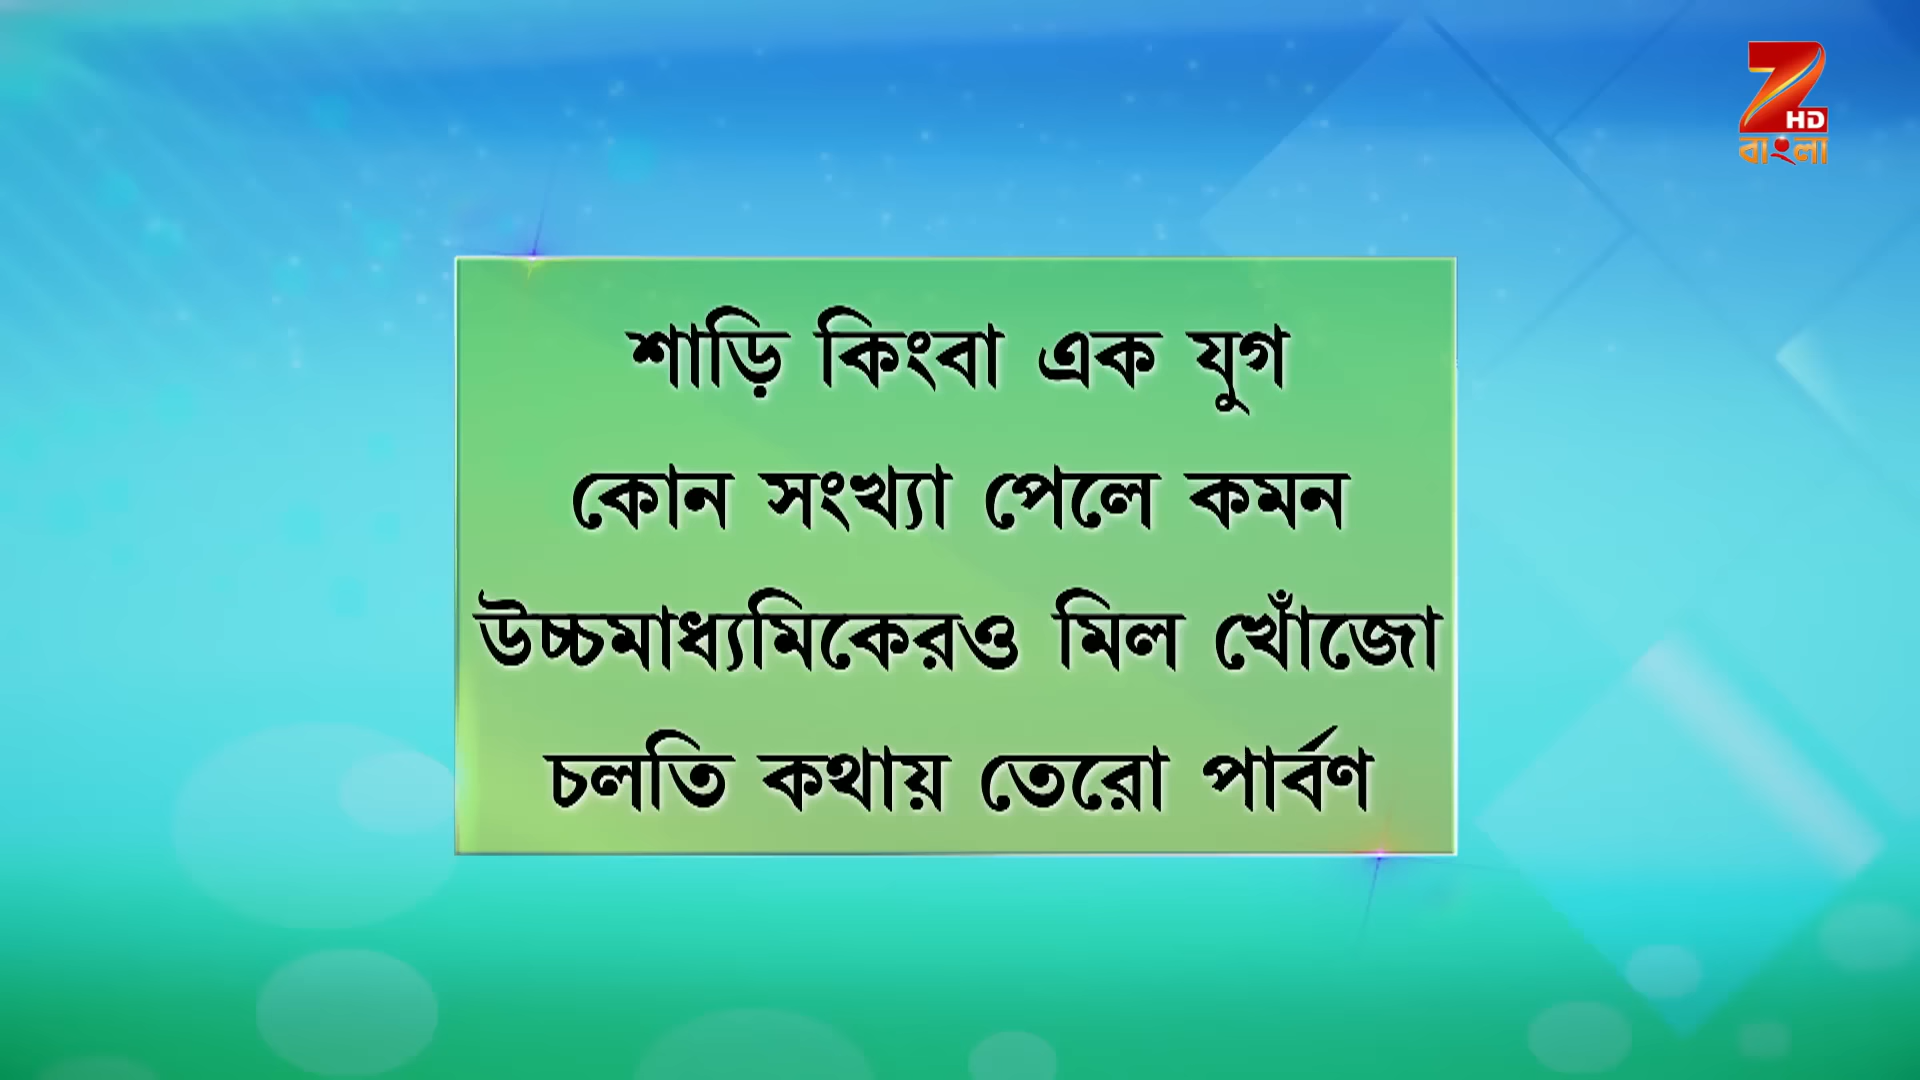 HD
বাংলা
শাড়ি কিংবা এক যুগ
কোন সংখ্যা পেলে কমন
উচ্চমাধ্যমিকেরও মিল খোঁজো
চলতি কথায় তেরো পার্বণ